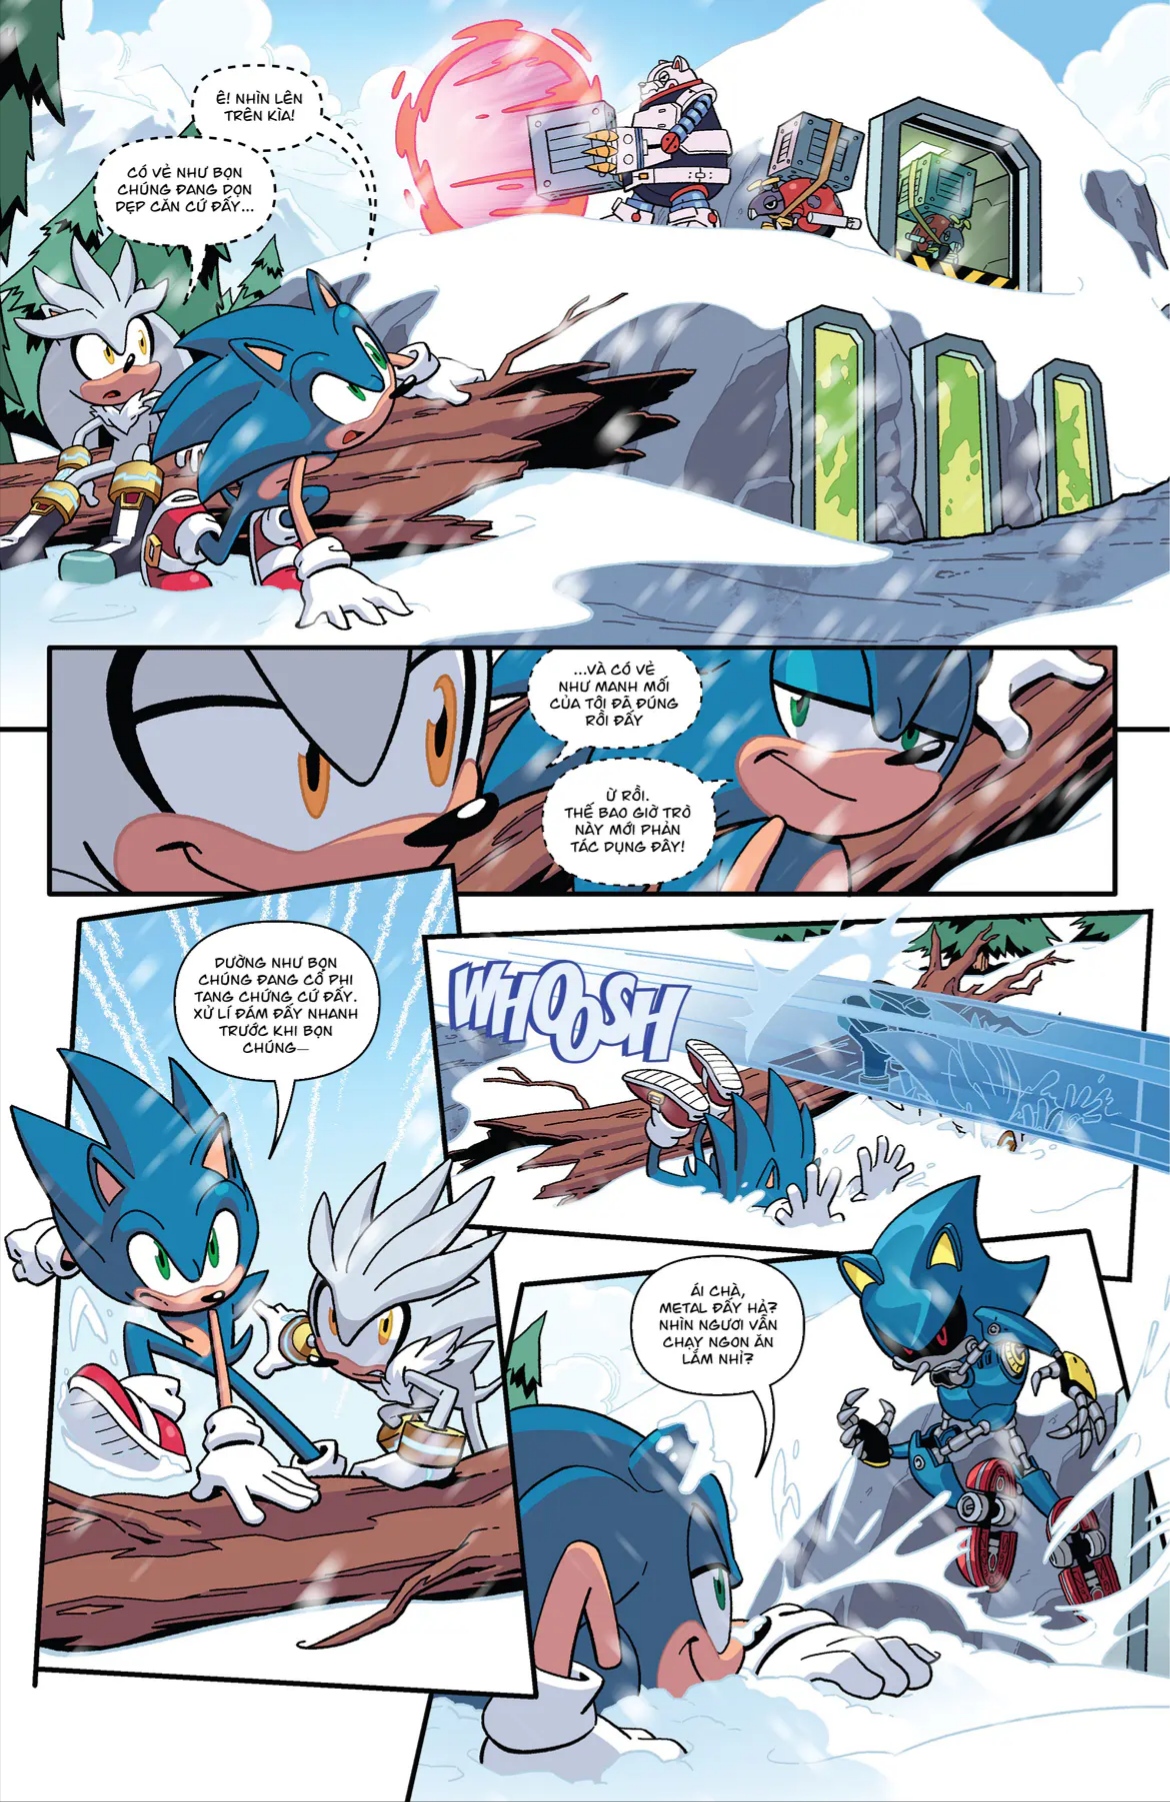 Ê! NHÌN LÊN
TRÊN KÌA!
CÓ VẺ NHƯ BỌN
CHÚNG ĐANG DỌN
DẸP CĂN CỨ ĐẤY...
...VÀ CÓ VẺ
NHƯ MANH MỐI
CỦA TÔI ĐÃ ĐÚNG
RỒI ĐẤY
Ừ RỒI.
THẾ BAO GIỜ TRÒ
NÀY MỚI PHẢN
TÁC DỤNG ĐÂY!
DƯỜNG NHƯ BỌN
CHÚNG ĐANG CỐ PHI
TANG CHỨNG CỨ ĐẤY.
XỬ LÍ ĐÁM ĐẤY NHANH
TRƯỚC KHI BỌN
CHÚNG—
WHOOSH
ÁI CHÀ,
METAL ĐẤY HẢ?
NHÌN NGƯƠI VẪN
CHẠY NGON ĂN
LẮM NHỈ?